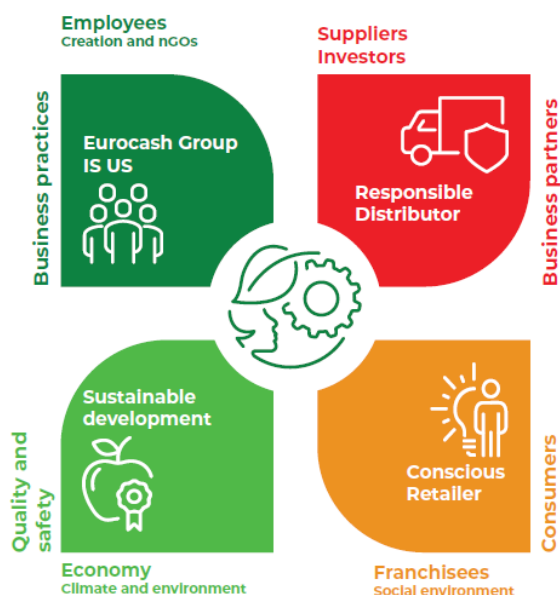 Employees
Creation and nGOs
Business practices
Eurocash Group
IS US
Suppliers
Investors
Responsible
Distributor
Business partners
Sustainable
development
Quality and
safety
Economy
Climate and environment
Conscious
Retailer
Consumers
Franchisees
Social environment